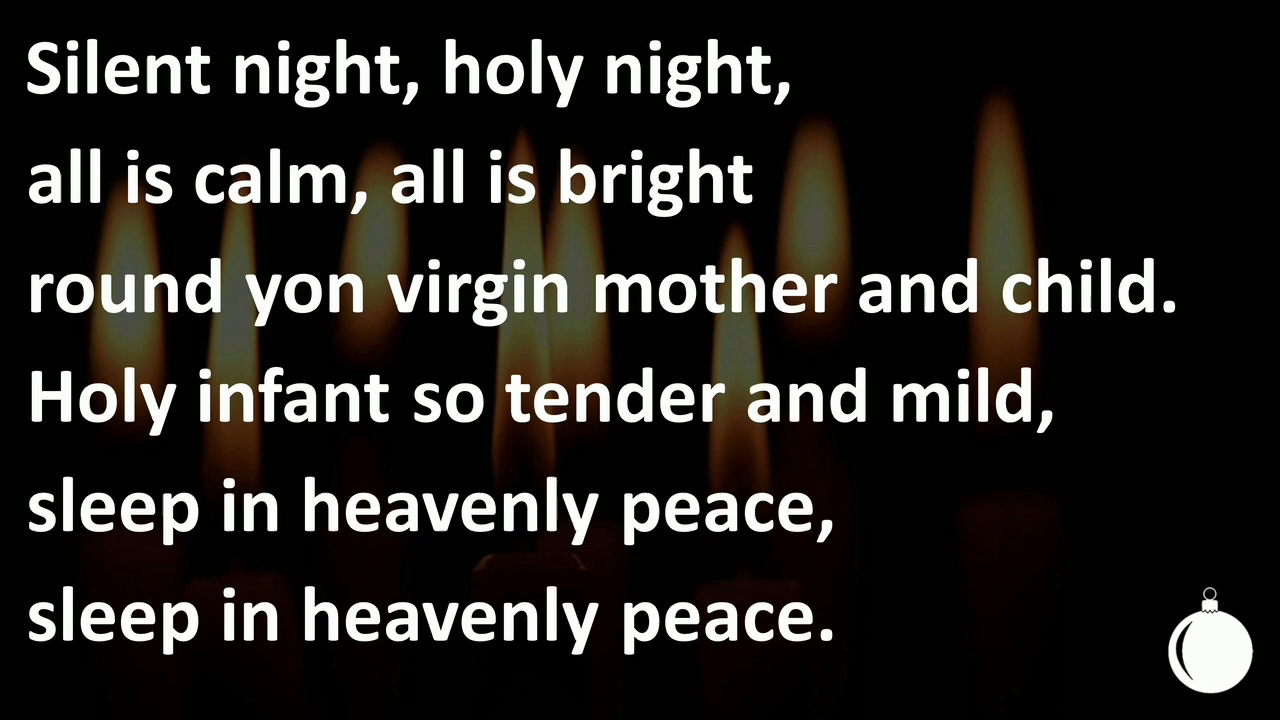 Silent night, holy night,
all is calm, all is bright
round yon virgin mother and child.
Holy infant so tender and mild,
sleep in heavenly peace,
sleep in heavenly peace.